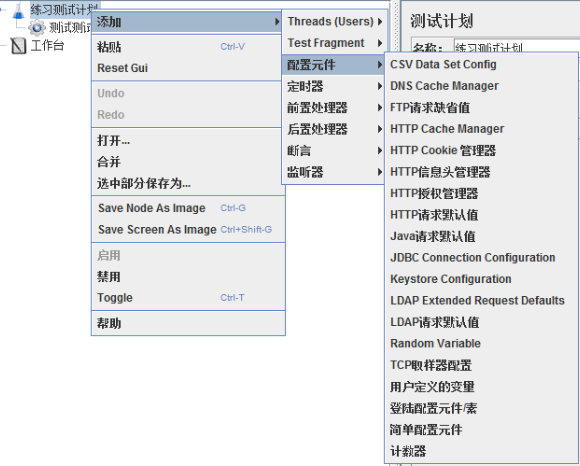 练习测试计划
测试测试
工作台
添加
粘贴 Ctrl-V
Reset Gui
Undo
Redo
打开...
合并
选中部分保存为...
Save Node As Image Ctrl-G
Save Screen As Image Ctrl+Shift-G
启用
禁用
Toggle Ctrl-T
帮助
Threads (Users)
Test Fragment
配置元件
定时器
前置处理器
后置处理器
断言
监听器
测试计划
名称: 练习测试计划
CSV Data Set Config
DNS Cache Manager
FTP请求缺省值
HTTP Cache Manager
HTTP Cookie 管理器
HTTP信息头管理器
HTTP授权管理器
HTTP请求默认值
Java请求默认值
JDBC Connection Configuration
Keystore Configuration
LDAP Extended Request Defaults
LDAP请求默认值
Random Variable
TCP取样器配置
用户定义的变量
登陆配置元件/素
简单配置元件
计数器